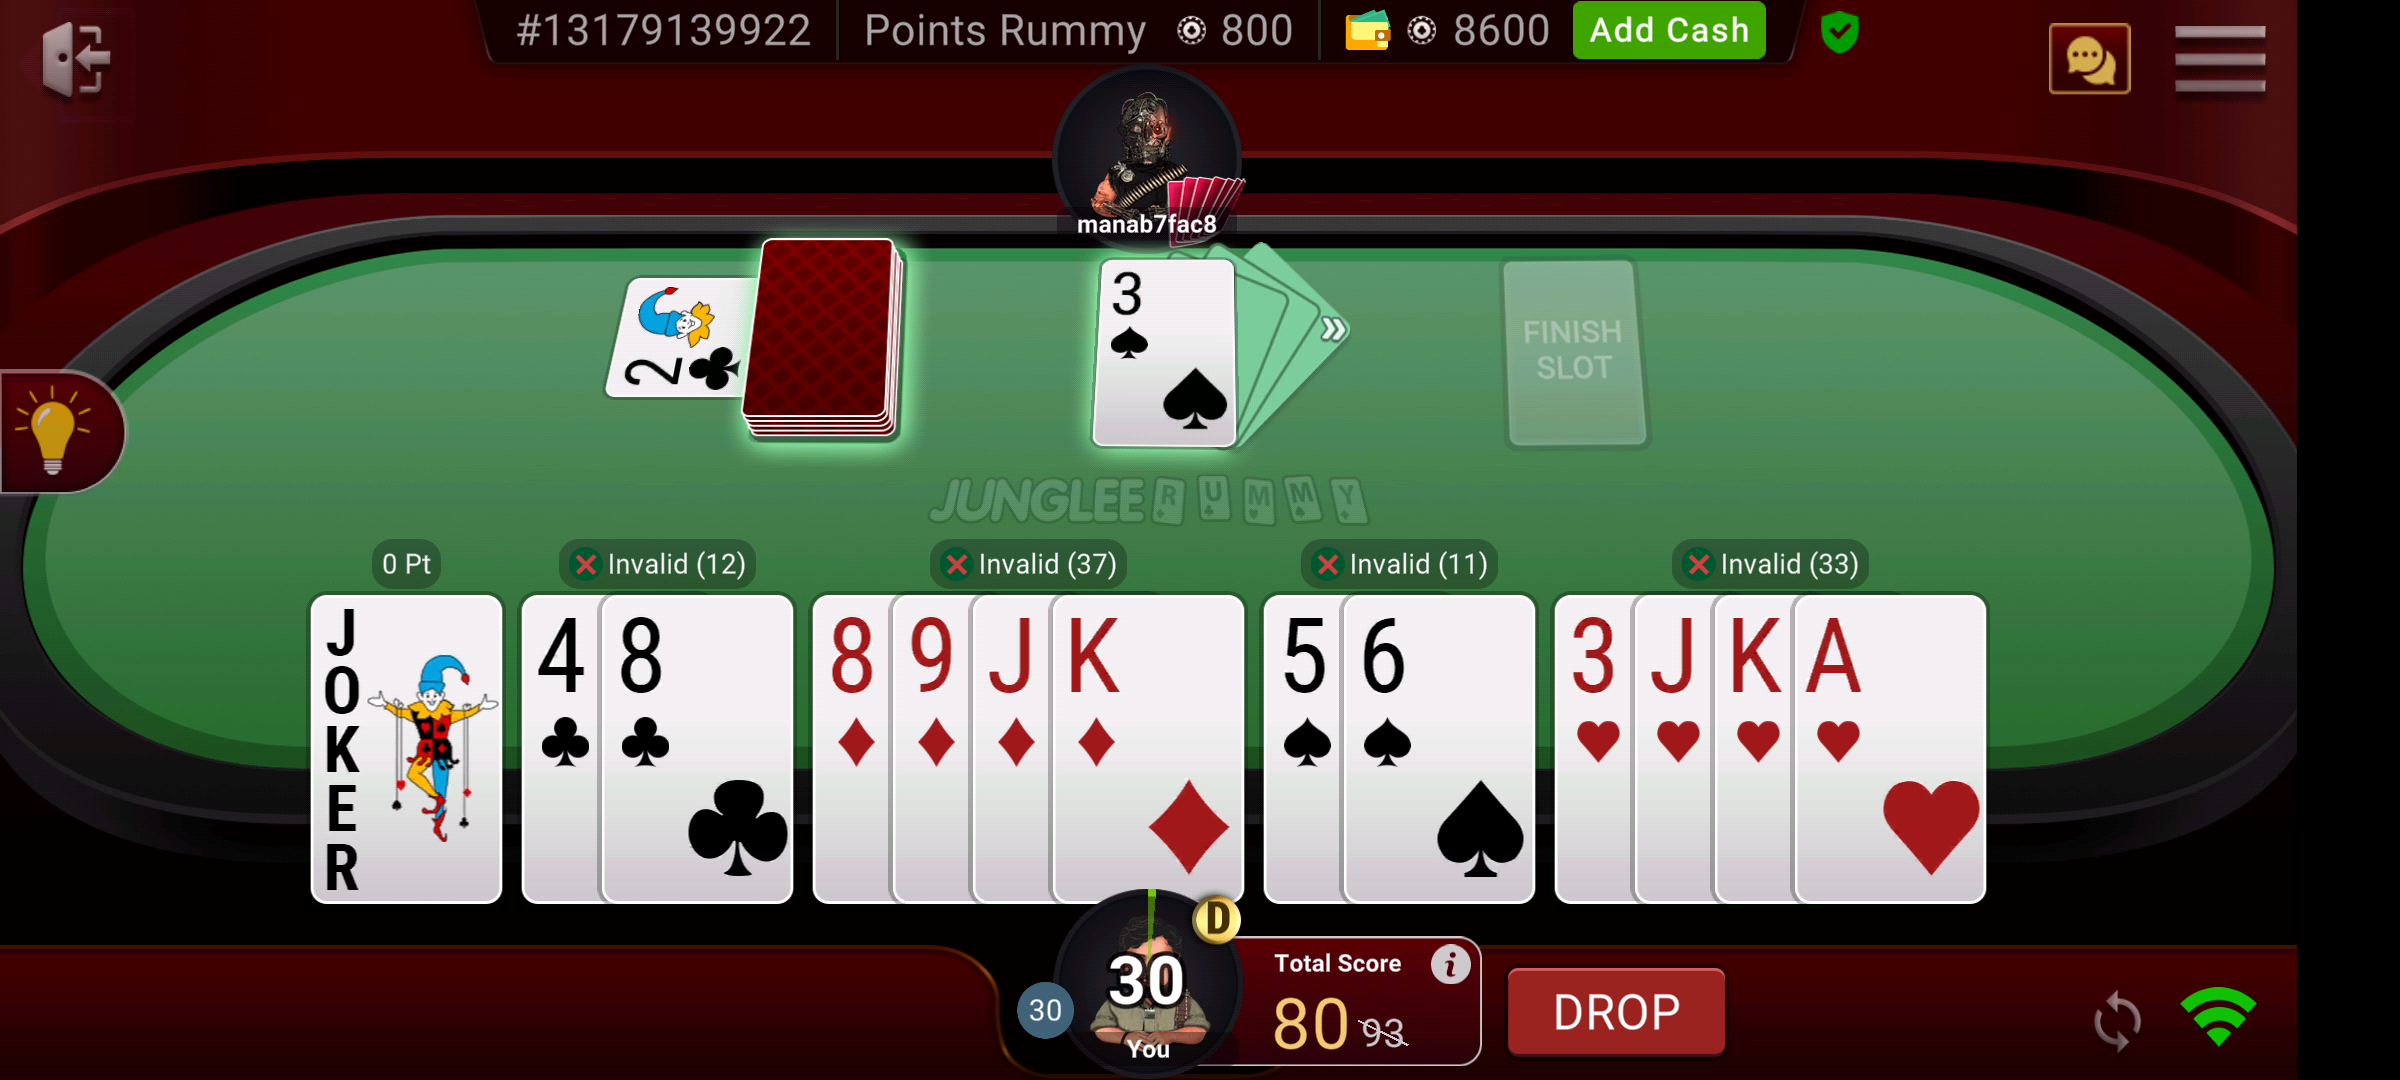 #13179139922 Points Rummy 800 8600 Add Cash
manab7fac8
2
3
FINISH
SLOT
JUNGLEE RUMMY
0 Pt Invalid (12) Invalid (37) Invalid (11) Invalid (33)
JOKER 4 8 8 9 J K 5 6 3 J K A
D
30
30
You
Total Score i
80 93
DROP